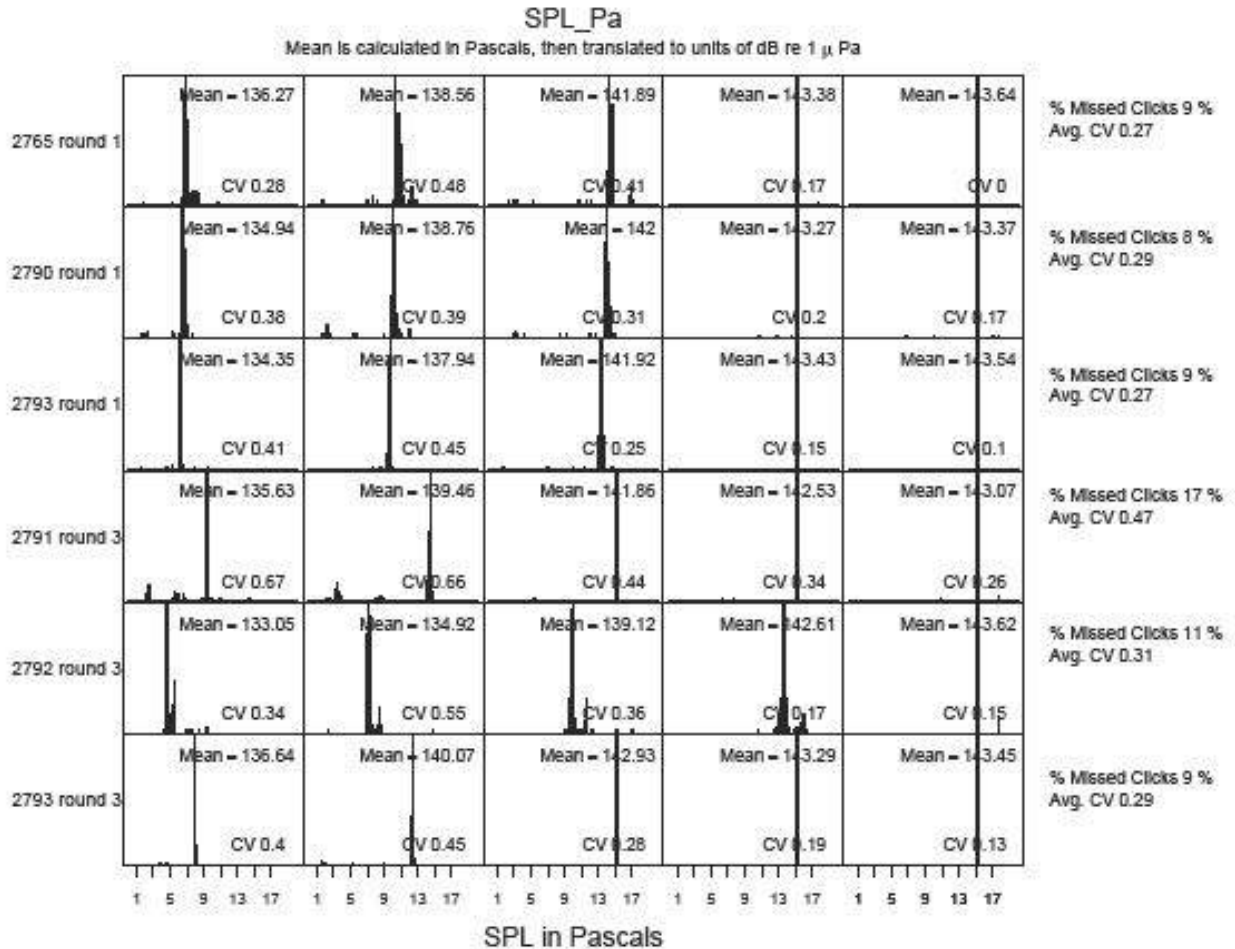 SPL_Pa
Mean is calculated in Pascals, then translated to units of dB re 1 μ Pa
Mean = 136.27 Mean = 138.56 Mean = 141.89 Mean = 143.38 Mean = 143.64
% Missed Clicks 9 %
Avg. CV 0.27
2765 round 1
CV 0.28 CV 0.48 CV 0.41 CV 0.17 CV 0
Mean = 134.94 Mean = 138.76 Mean = 142 Mean = 143.27 Mean = 143.37
% Missed Clicks 8 %
Avg. CV 0.29
2790 round 1
CV 0.38 CV 0.39 CV 0.31 CV 0.2 CV 0.17
Mean = 134.35 Mean = 137.94 Mean = 141.92 Mean = 143.43 Mean = 143.54
% Missed Clicks 9 %
Avg. CV 0.27
2793 round 1
CV 0.41 CV 0.45 CV 0.25 CV 0.15 CV 0.1
Mean = 135.63 Mean = 139.46 Mean = 141.86 Mean = 142.53 Mean = 143.07
% Missed Clicks 17 %
Avg. CV 0.47
2791 round 3
CV 0.67 CV 0.66 CV 0.44 CV 0.34 CV 0.26
Mean = 133.05 Mean = 134.92 Mean = 139.12 Mean = 142.61 Mean = 143.62
% Missed Clicks 11 %
Avg. CV 0.31
2792 round 3
CV 0.34 CV 0.55 CV 0.36 CV 0.17 CV 0.15
Mean = 136.64 Mean = 140.07 Mean = 142.93 Mean = 143.29 Mean = 143.45
% Missed Clicks 9 %
Avg. CV 0.29
2793 round 3
CV 0.4 CV 0.45 CV 0.28 CV 0.19 CV 0.13
1 5 9 13 17 1 5 9 13 17 1 5 9 13 17 1 5 9 13 17 1 5 9 13 17
SPL in Pascals